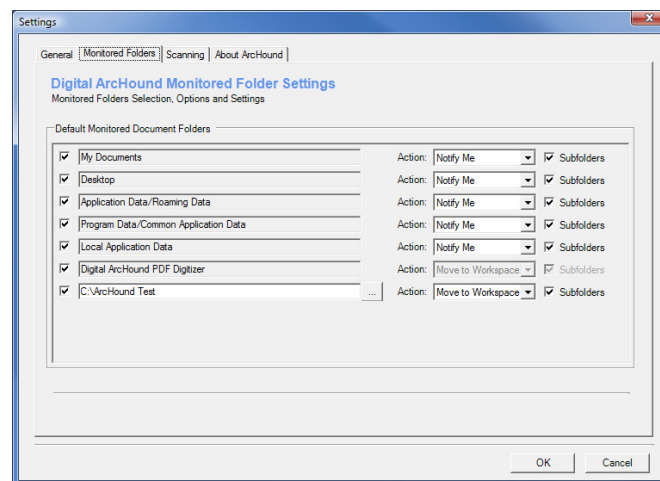 Settings
General Monitored Folders Scanning About ArcHound
Digital ArcHound Monitored Folder Settings
Monitored Folders Selection, Options and Settings
Default Monitored Document Folders
My Documents Action: Notify Me Subfolders
Desktop Action: Notify Me Subfolders
Application Data/Roaming Data Action: Notify Me Subfolders
Program Data/Common Application Data Action: Notify Me Subfolders
Local Application Data Action: Notify Me Subfolders
Digital ArcHound PDF Digitizer Action: Move to Workspace Subfolders
C:\ArcHound Test ... Action: Move to Workspace Subfolders
OK Cancel